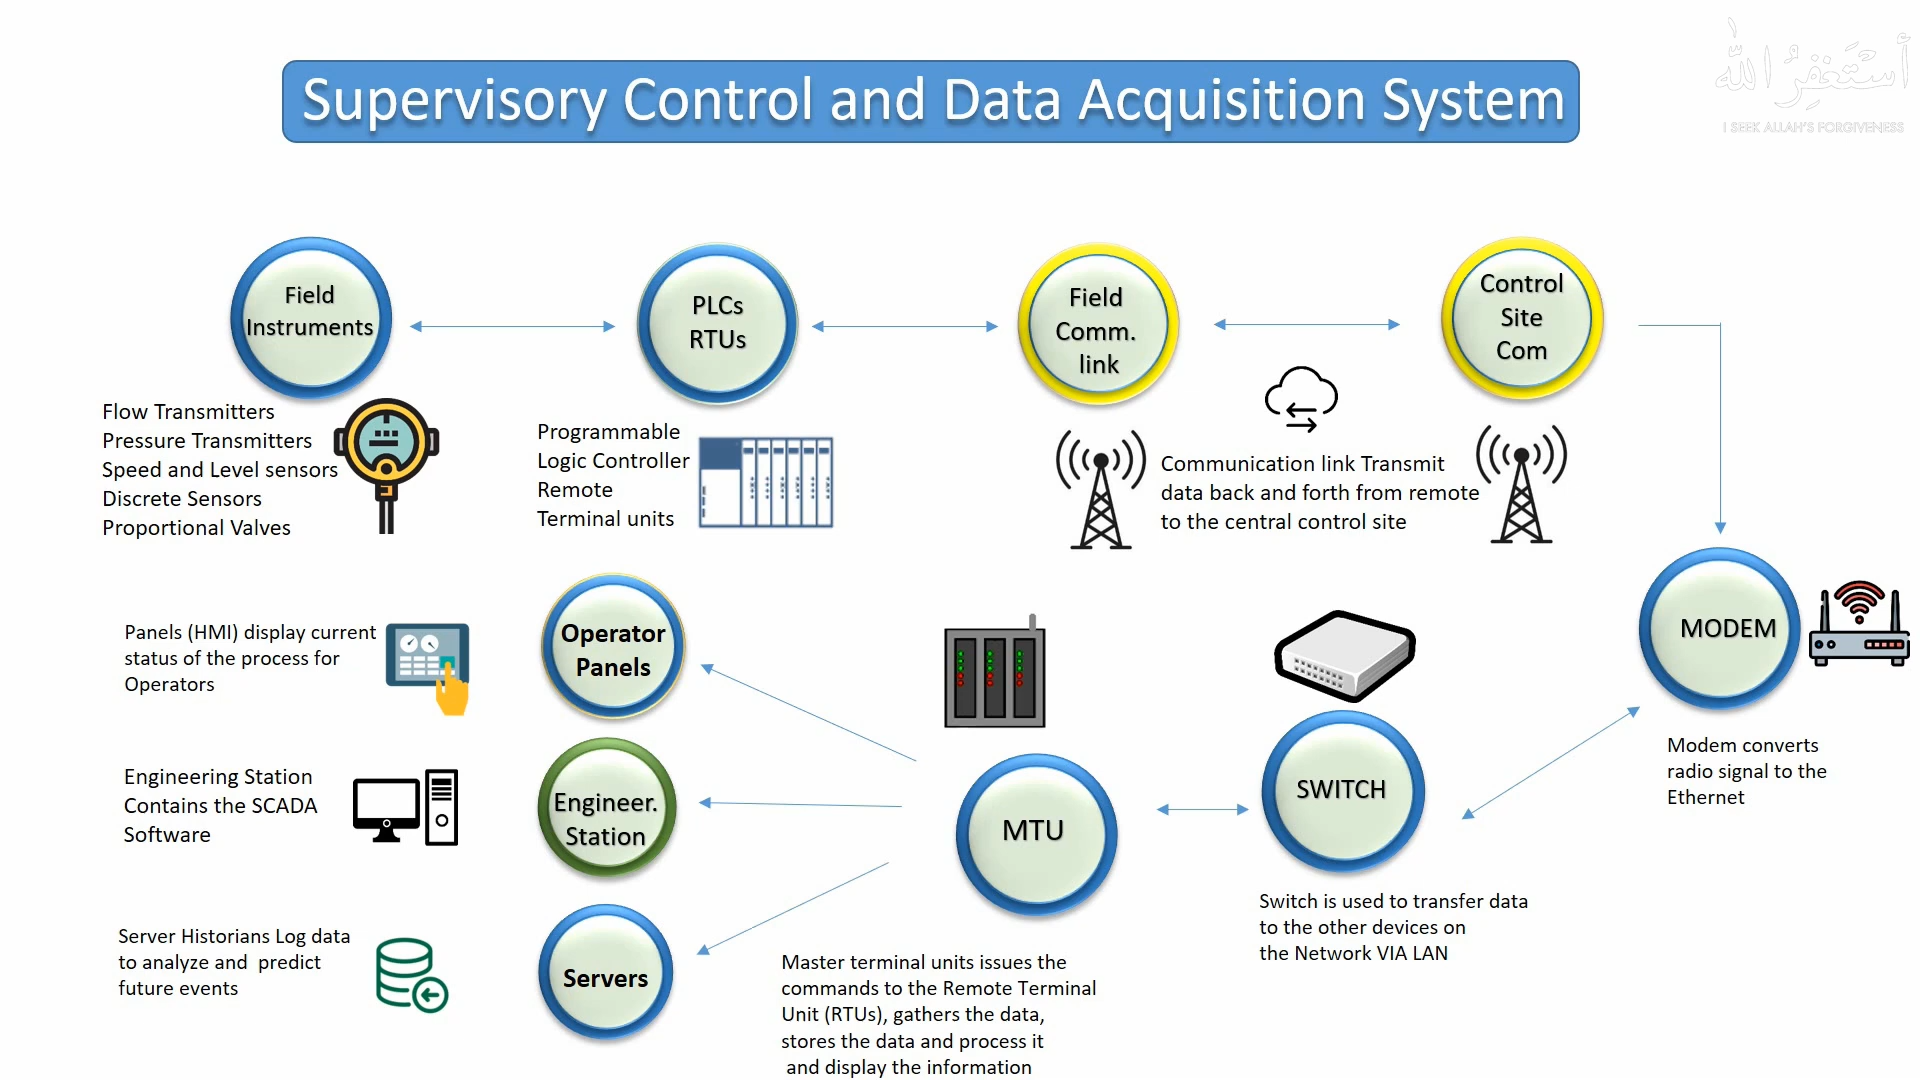 Supervisory Control and Data Acquisition System
أستغفر الله
I SEEK ALLAH'S FORGIVENESS
Field
Instruments
PLCs
RTUs
Field
Comm.
link
Control
Site
Com
Flow Transmitters
Pressure Transmitters
Speed and Level sensors
Discrete Sensors
Proportional Valves
Programmable
Logic Controller
Remote
Terminal units
Communication link Transmit
data back and forth from remote
to the central control site
MODEM
Modem converts
radio signal to the
Ethernet
Panels (HMI) display current
status of the process for
Operators
Operator
Panels
Engineering Station
Contains the SCADA
Software
Engineer.
Station
MTU
SWITCH
Switch is used to transfer data
to the other devices on
the Network VIA LAN
Server Historians Log data
to analyze and predict
future events
Servers
Master terminal units issues the
commands to the Remote Terminal
Unit (RTUs), gathers the data,
stores the data and process it
and display the information